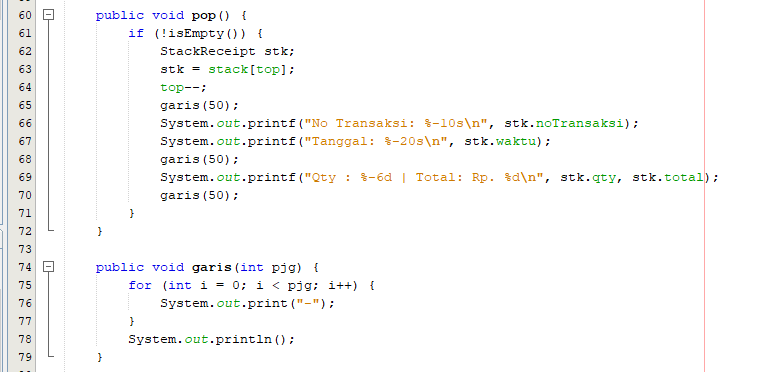 60 public void pop() {
61 if (!isEmpty()) {
62 StackReceipt stk;
63 stk = stack[top];
64 top--;
65 garis(50);
66 System.out.printf("No Transaksi: %-10s\n", stk.noTransaksi);
67 System.out.printf("Tanggal: %-20s\n", stk.waktu);
68 garis(50);
69 System.out.printf("Qty : %-6d | Total: Rp. %d\n", stk.qty, stk.total);
70 garis(50);
71 }
72 }
73
74 public void garis(int pjg) {
75 for (int i = 0; i < pjg; i++) {
76 System.out.print("-");
77 }
78 System.out.println();
79 }